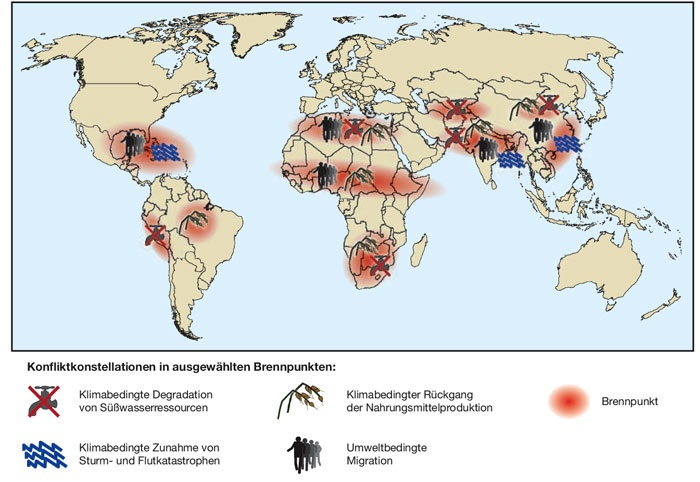 Konfliktkonstellationen in ausgewählten Brennpunkten:
Klimabedingte Degradation
von Süßwasserressourcen
Klimabedingter Rückgang
der Nahrungsmittelproduktion
Brennpunkt
Klimabedingte Zunahme von
Sturm- und Flutkatastrophen
Umweltbedingte
Migration